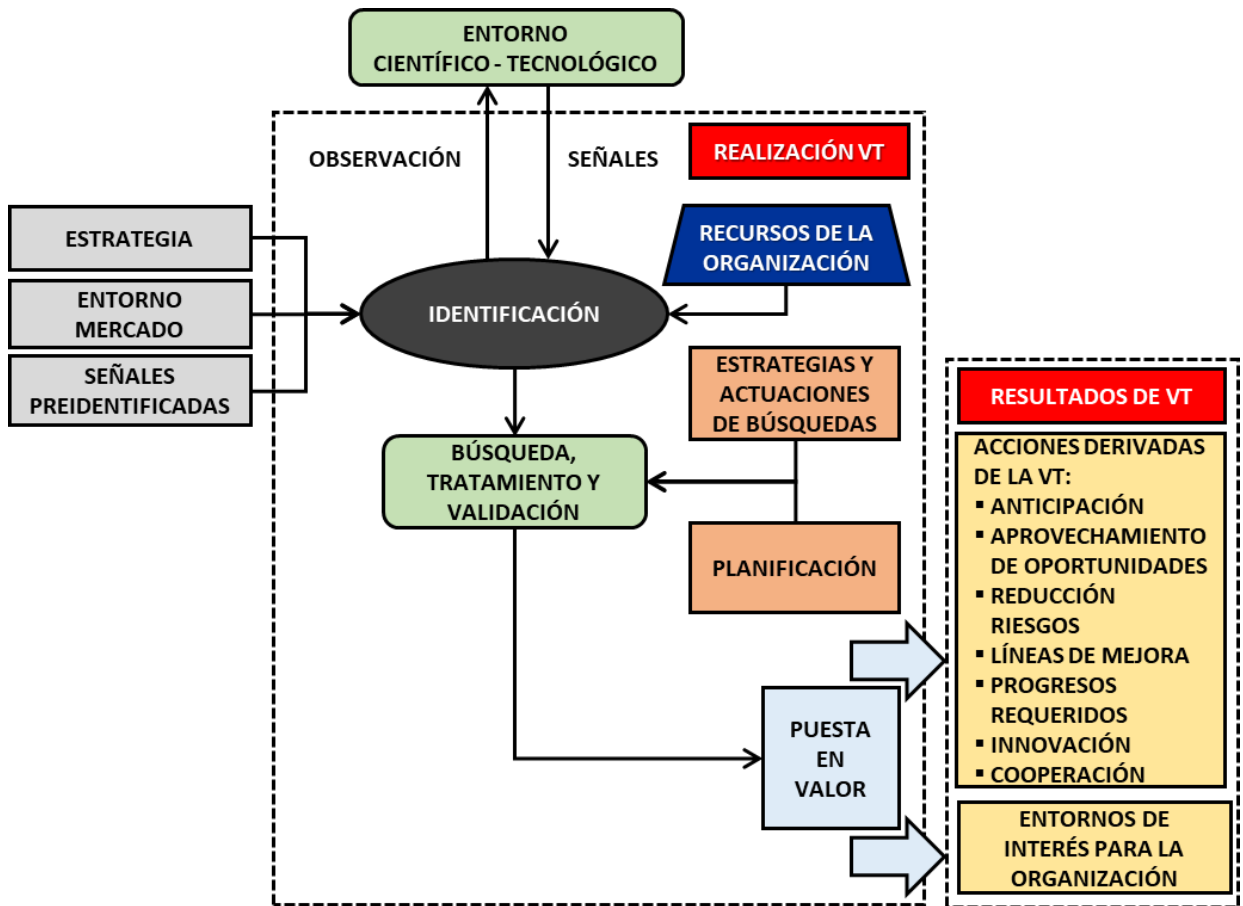 ENTORNO
CIENTÍFICO - TECNOLÓGICO
OBSERVACIÓN
SEÑALES
REALIZACIÓN VT
ESTRATEGIA
ENTORNO
MERCADO
SEÑALES
PREIDENTIFICADAS
RECURSOS DE LA
ORGANIZACIÓN
IDENTIFICACIÓN
ESTRATEGIAS Y
ACTUACIONES
DE BÚSQUEDAS
BÚSQUEDA,
TRATAMIENTO Y
VALIDACIÓN
PLANIFICACIÓN
PUESTA
EN
VALOR
RESULTADOS DE VT
ACCIONES DERIVADAS
DE LA VT:
▪ ANTICIPACIÓN
▪ APROVECHAMIENTO
DE OPORTUNIDADES
▪ REDUCCIÓN
RIESGOS
▪ LÍNEAS DE MEJORA
▪ PROGRESOS
REQUERIDOS
▪ INNOVACIÓN
▪ COOPERACIÓN
ENTORNOS DE
INTERÉS PARA LA
ORGANIZACIÓN